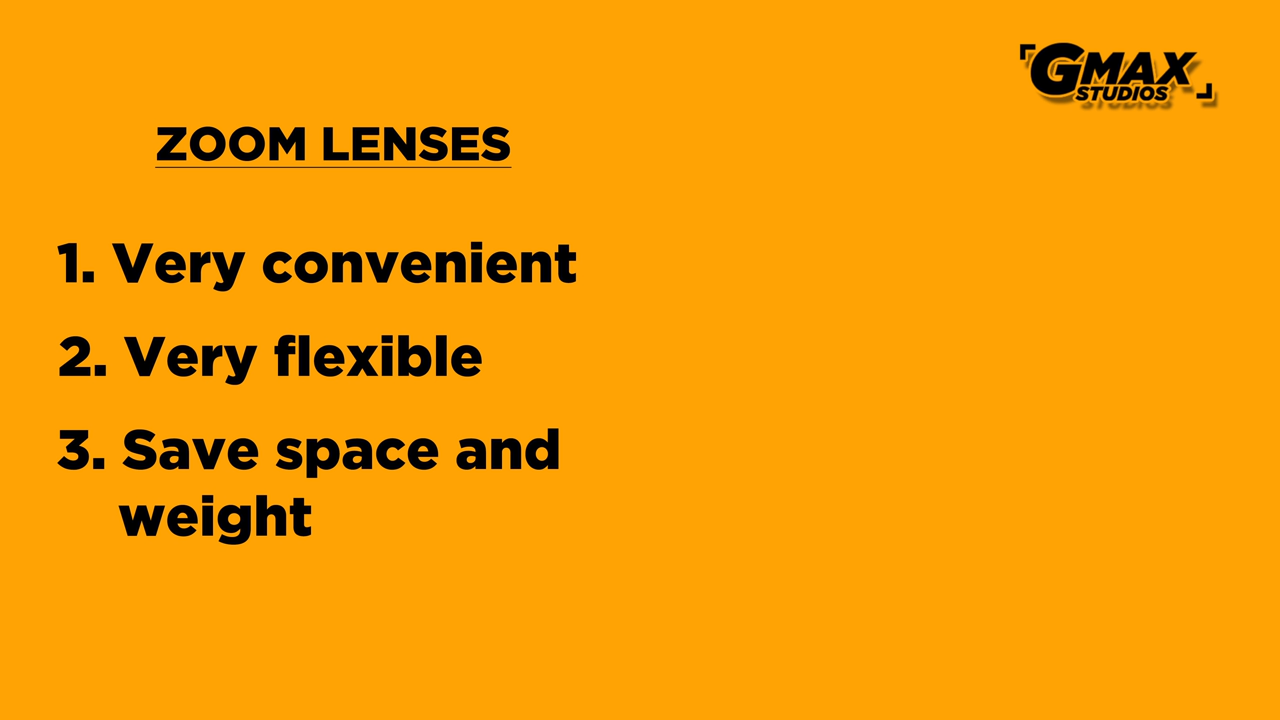 GMAX
STUDIOS
ZOOM LENSES
1. Very convenient
2. Very flexible
3. Save space and
weight